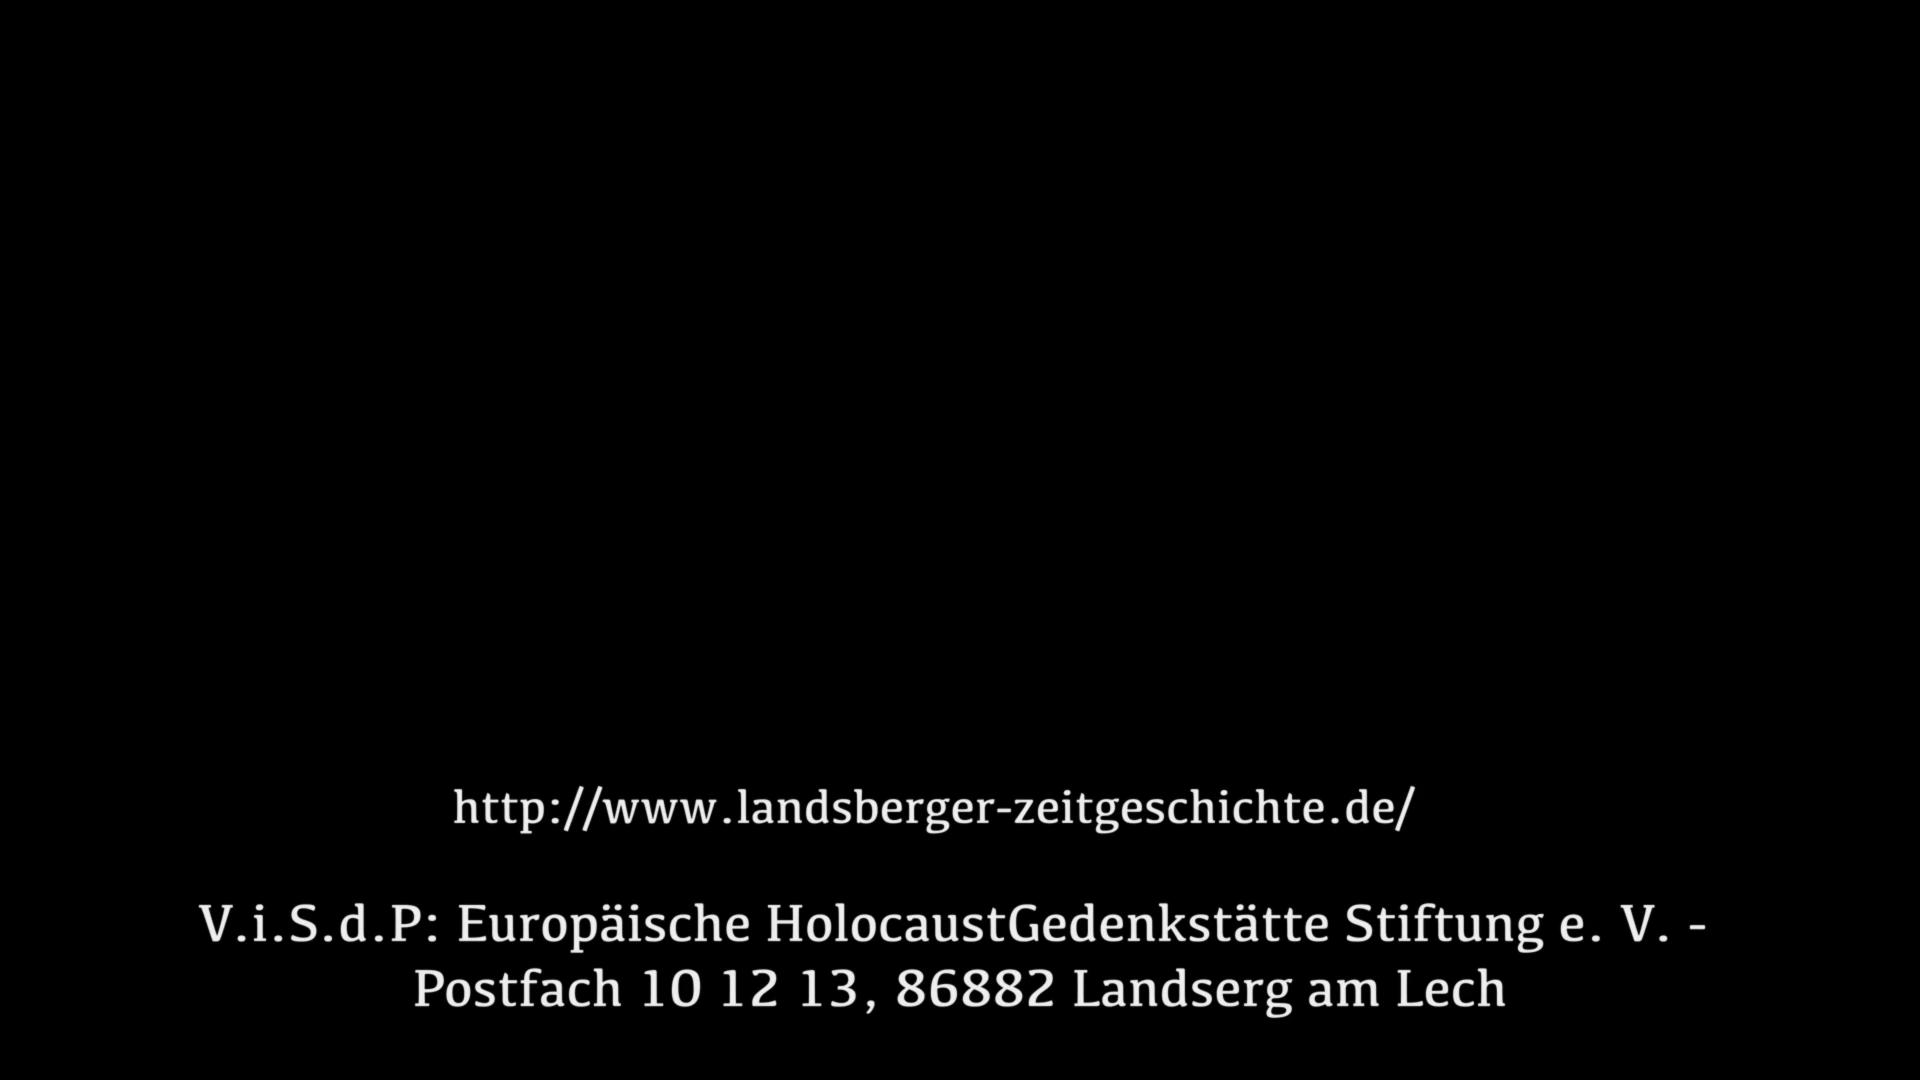 http://www.landsberger-zeitgeschichte.de/
V.i.S.d.P: Europäische HolocaustGedenkstätte Stiftung e. V. -
Postfach 10 12 13, 86882 Landserg am Lech